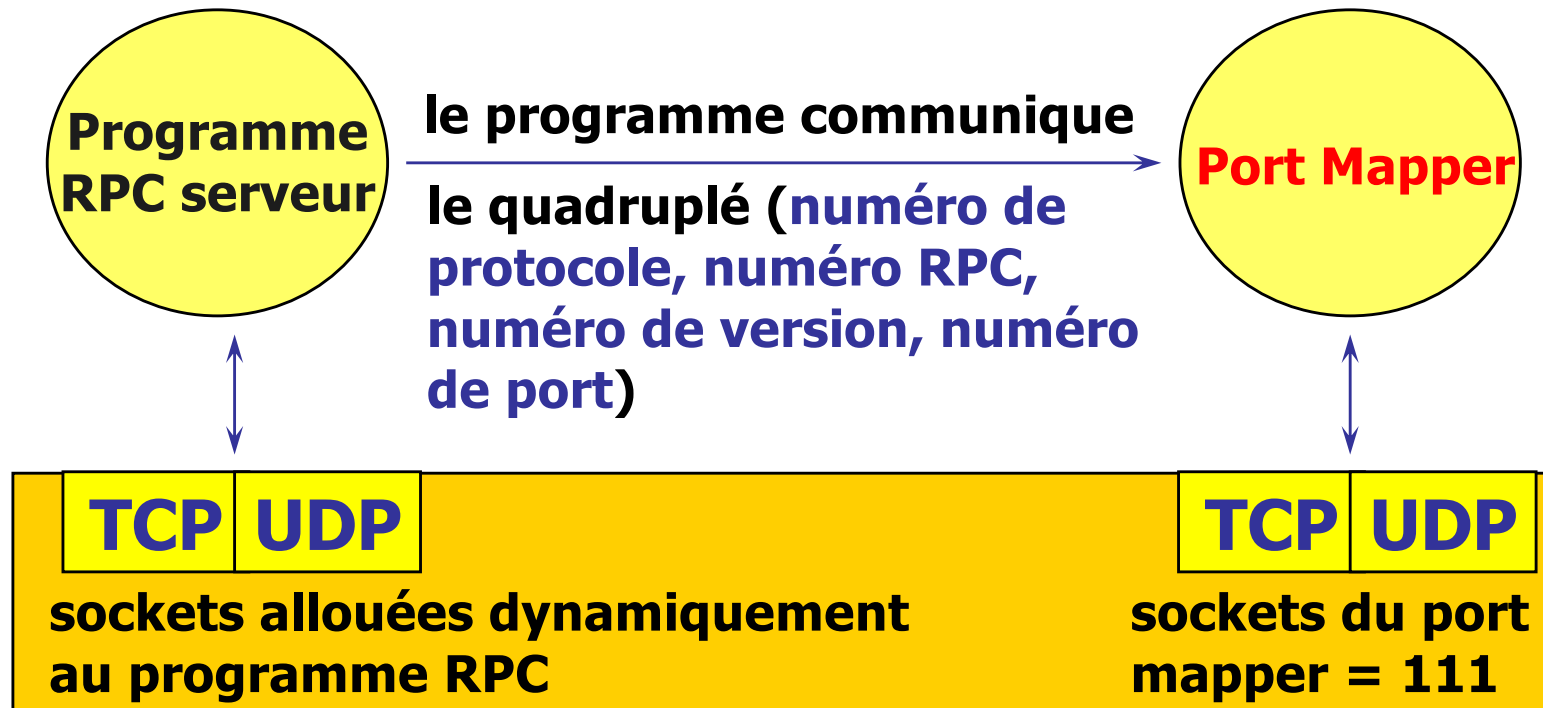 Programme
RPC serveur
le programme communique
le quadruplé (numéro de
protocole, numéro RPC,
numéro de version, numéro
de port)
Port Mapper
TCP UDP
TCP UDP
sockets allouées dynamiquement
au programme RPC
sockets du port
mapper = 111